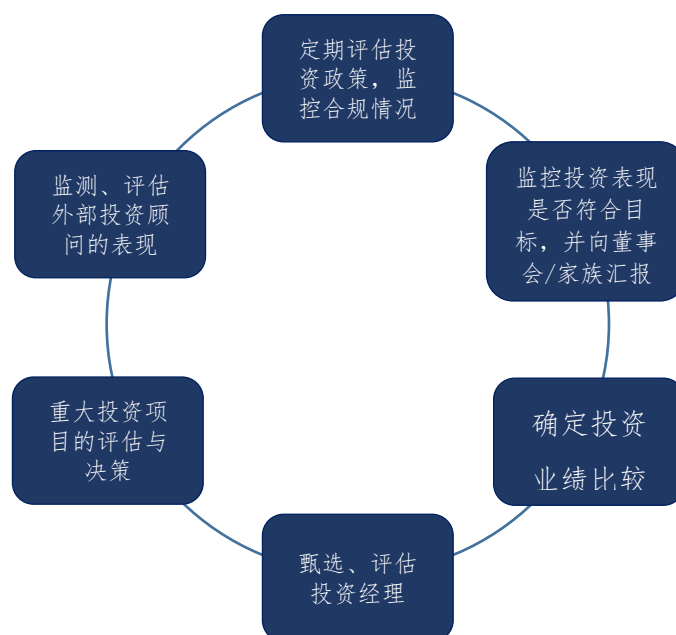 定期评估投
资政策，监
控合规情况
监控投资表现
是否符合目
标，并向董事
会/家族汇报
确定投资
业绩比较
甄选、评估
投资经理
重大投资项
目的评估与
决策
监测、评估
外部投资顾
问的表现